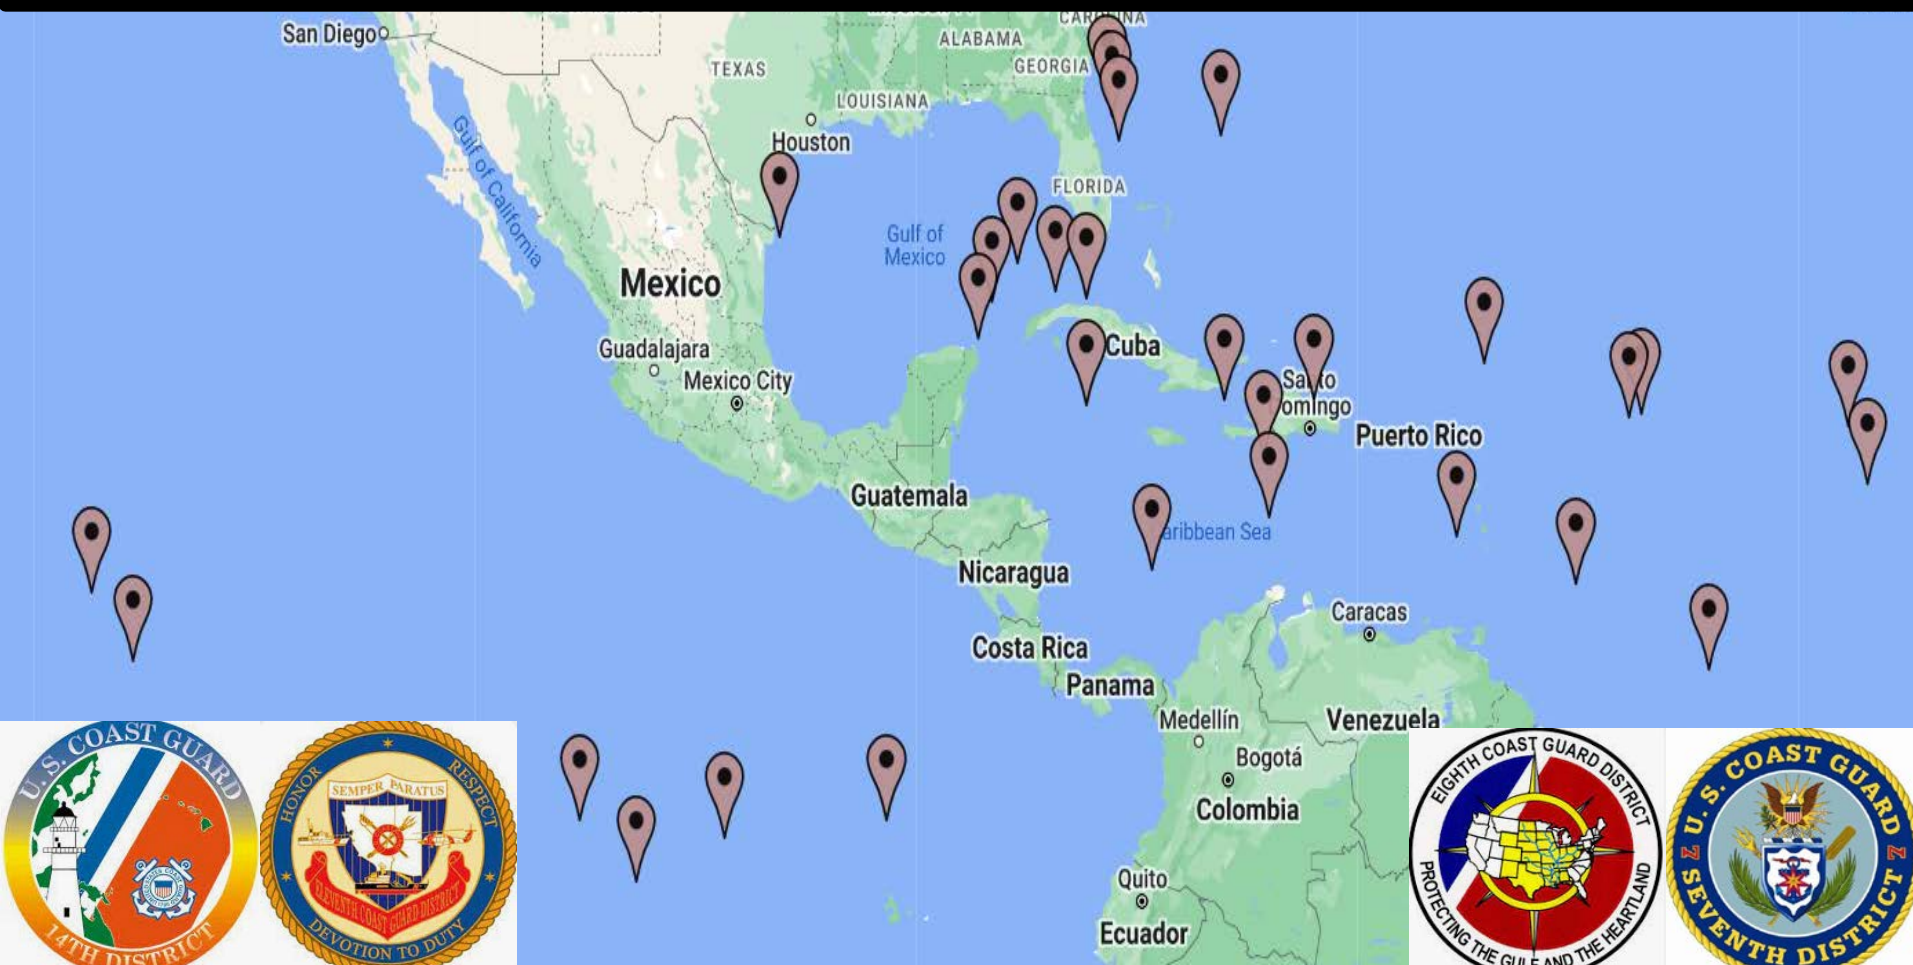 CAROLINA
San Diego
ALABAMA
GEORGIA
TEXAS
LOUISIANA
Houston
Gulf of California
FLORIDA
Gulf of
Mexico
Mexico
Guadalajara
Mexico City
Cuba
Santo
Domingo
Puerto Rico
Guatemala
Caribbean Sea
Nicaragua
Caracas
Costa Rica
Panama
Medellín
Venezuela
Bogotá
Colombia
Quito
Ecuador
U.S. COAST GUARD
14TH DISTRICT
HONOR
RESPECT
SEMPER PARATUS
ELEVENTH COAST GUARD DISTRICT
DEVOTION TO DUTY
EIGHTH COAST GUARD DISTRICT
PROTECTING THE GULF AND THE HEARTLAND
U.S. COAST GUARD
SEVENTH DISTRICT